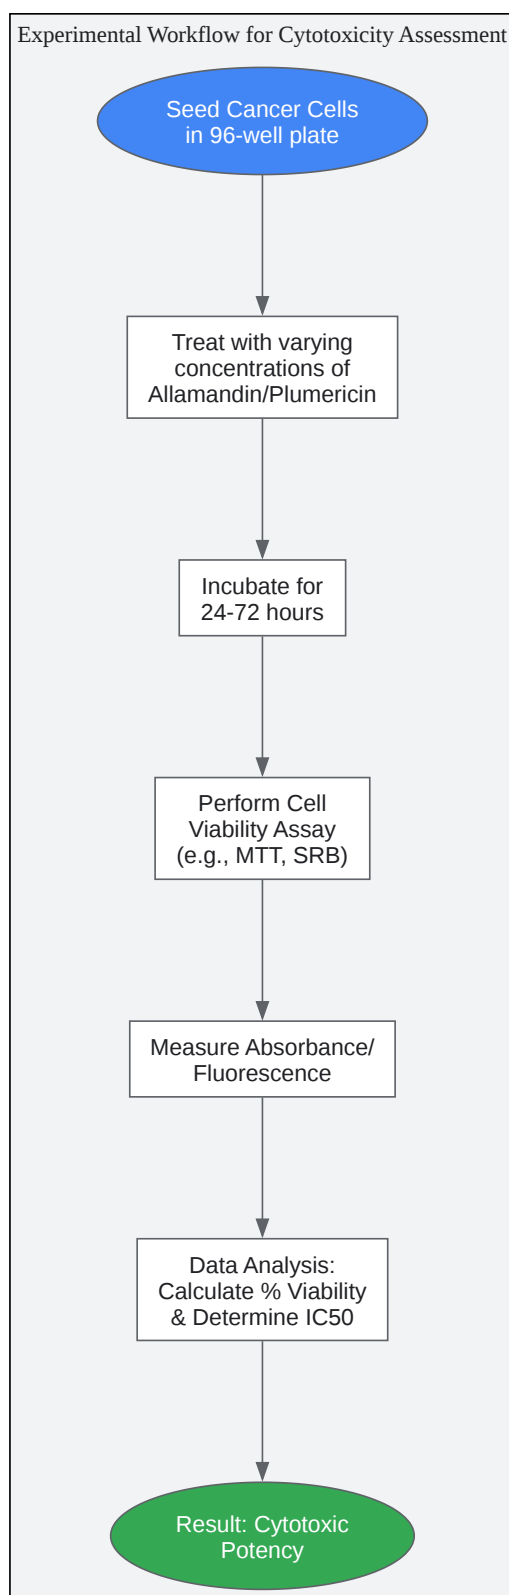 Experimental Workflow for Cytotoxicity Assessment
Seed Cancer Cells
in 96-well plate
Treat with varying
concentrations of
Allamandin/Plumericin
Incubate for
24-72 hours
Perform Cell
Viability Assay
(e.g., MTT, SRB)
Measure Absorbance/
Fluorescence
Data Analysis:
Calculate % Viability
& Determine IC50
Result: Cytotoxic
Potency